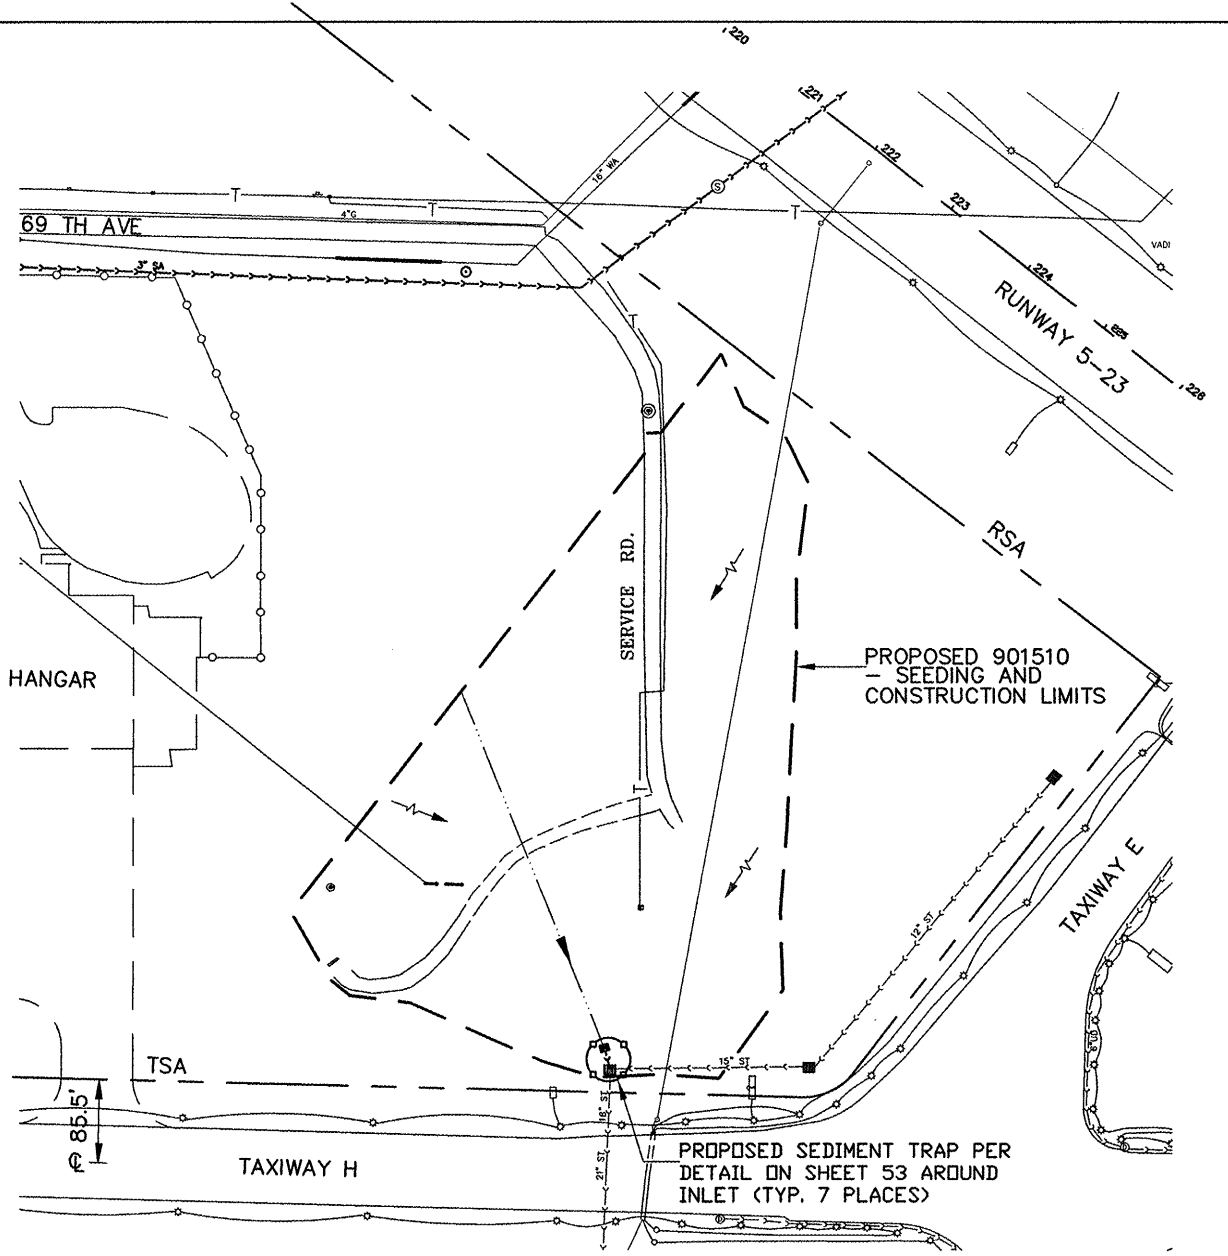 220
221
222
223
224
225
226
16" WA
S
T
T
T
4"G
69 TH AVE
3" SA
VADI
RUNWAY 5-23
T
RSA
SERVICE RD.
PROPOSED 901510
- SEEDING AND
CONSTRUCTION LIMITS
HANGAR
T
TAXIWAY E
12" ST
15" ST
TSA
18" ST
85.5'
℄
TAXIWAY H
21" ST
PROPOSED SEDIMENT TRAP PER
DETAIL ON SHEET 53 AROUND
INLET (TYP. 7 PLACES)